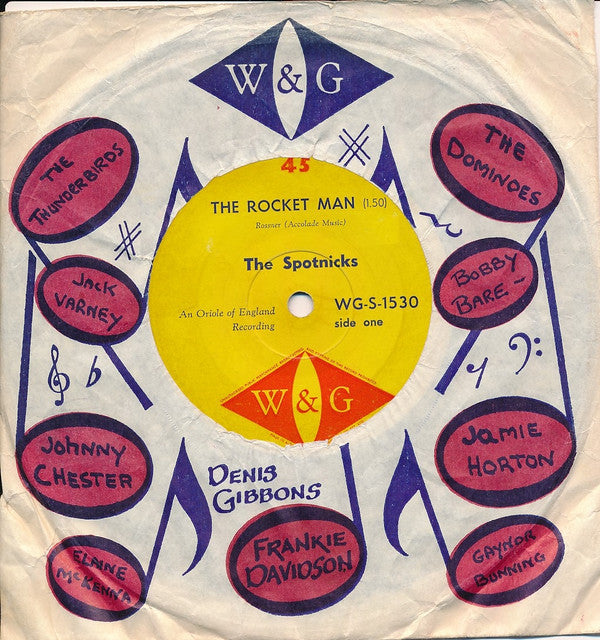 W & G
THE
THUNDERBIRDS
THE
DOMINOES
45
THE ROCKET MAN (1.50)
Rosner (Accolade Music)
The Spotnicks
An Oriole of England
Recording
WG-S-1530
side one
W & G
JACK
VARNEY
BOBBY
BARE -
JOHNNY
CHESTER
JAMIE
HORTON
DENIS
GIBBONS
FRANKIE
DAVIDSON
ELAINE
McKENNA
GAYNOR
BUNNING